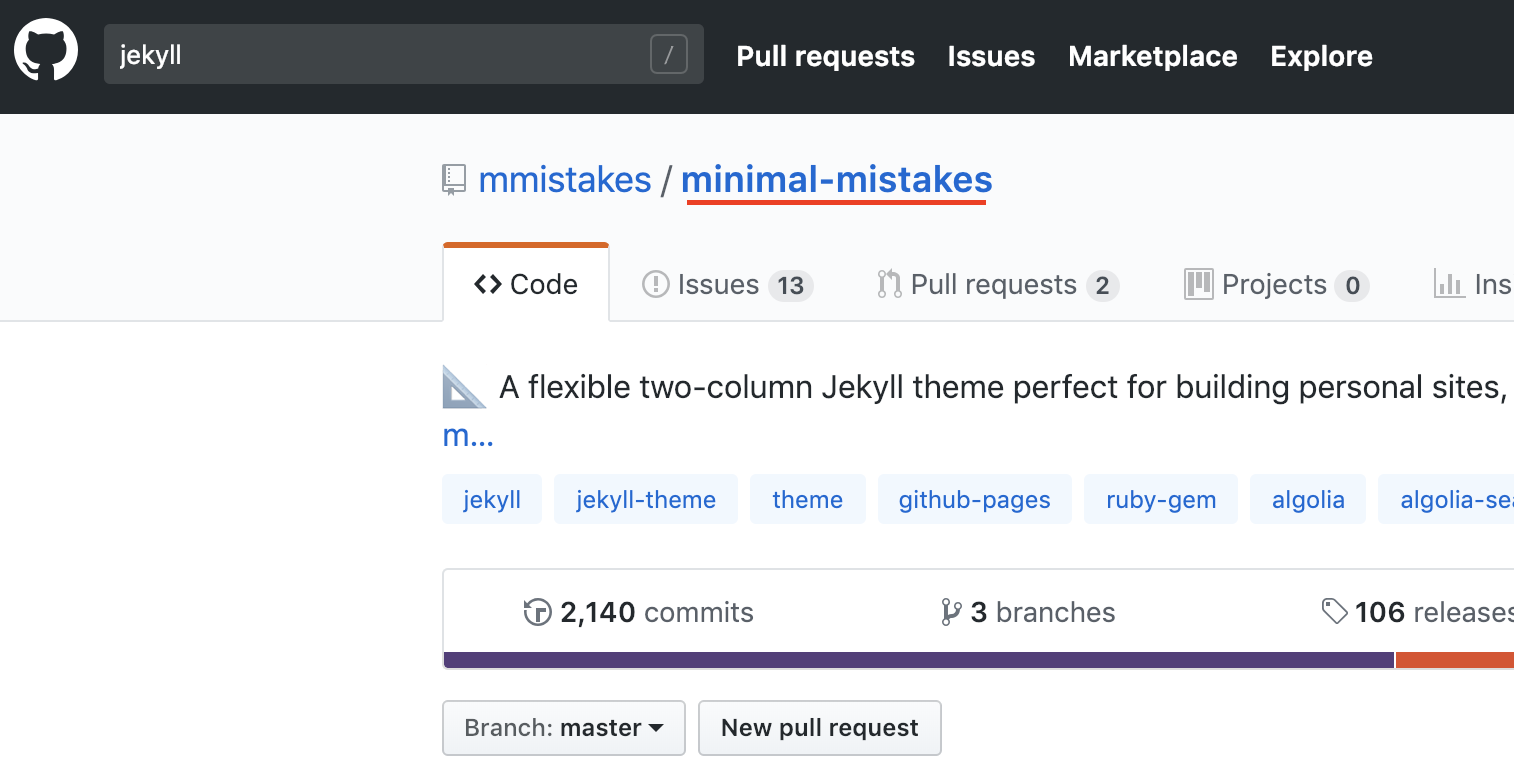 jekyll / Pull requests Issues Marketplace Explore
mmistakes / minimal-mistakes
Code Issues 13 Pull requests 2 Projects 0 Ins
A flexible two-column Jekyll theme perfect for building personal sites,
m...
jekyll jekyll-theme theme github-pages ruby-gem algolia algolia-sea
2,140 commits 3 branches 106 releases
Branch: master New pull request